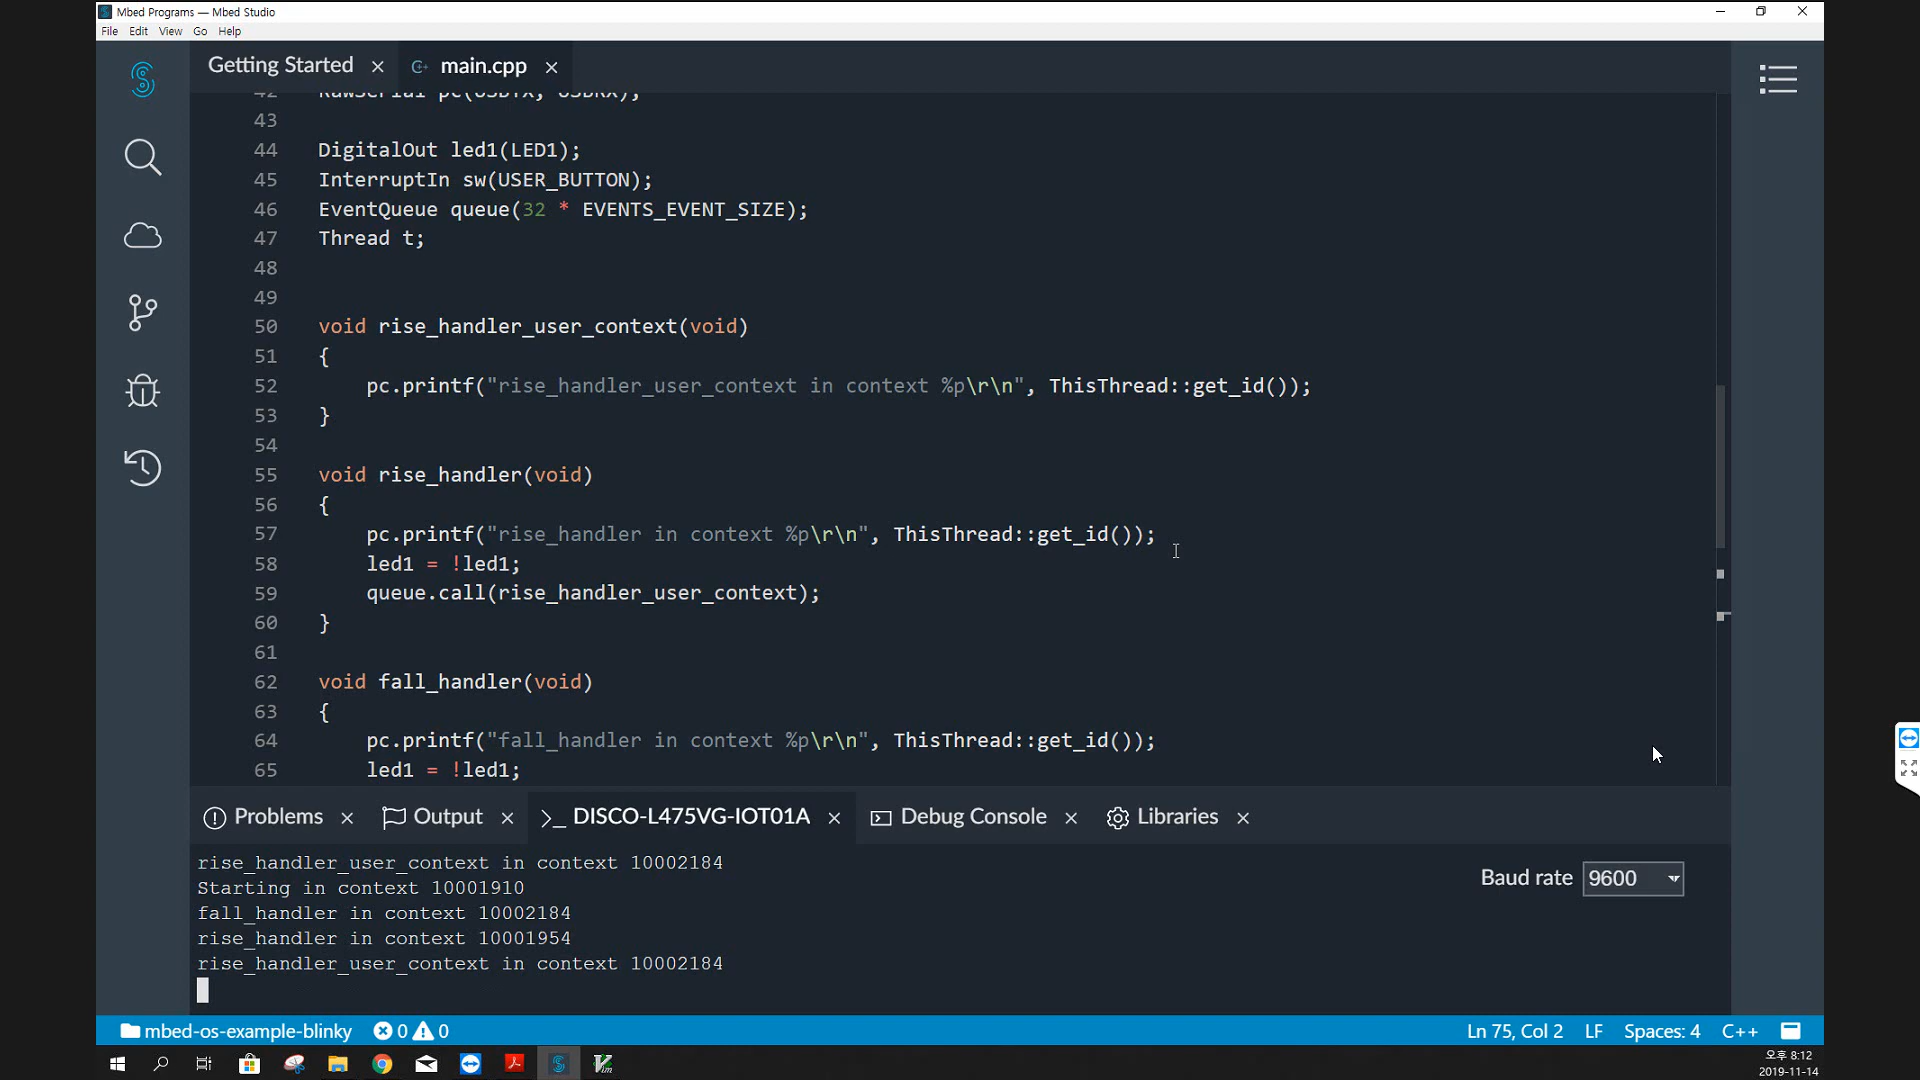 Mbed Programs — Mbed Studio
File Edit View Go Help
Getting Started × main.cpp ×
42 RawSerial pc(USBTX, USBRX);
43
44 DigitalOut led1(LED1);
45 InterruptIn sw(USER_BUTTON);
46 EventQueue queue(32 * EVENTS_EVENT_SIZE);
47 Thread t;
48
49
50 void rise_handler_user_context(void)
51 {
52 pc.printf("rise_handler_user_context in context %p\r\n", ThisThread::get_id());
53 }
54
55 void rise_handler(void)
56 {
57 pc.printf("rise_handler in context %p\r\n", ThisThread::get_id());
58 led1 = !led1;
59 queue.call(rise_handler_user_context);
60 }
61
62 void fall_handler(void)
63 {
64 pc.printf("fall_handler in context %p\r\n", ThisThread::get_id());
65 led1 = !led1;
Problems × Output × >_ DISCO-L475VG-IOT01A × Debug Console × Libraries ×
rise_handler_user_context in context 10002184
Starting in context 10001910
fall_handler in context 10002184
rise_handler in context 10001954
rise_handler_user_context in context 10002184
Baud rate 9600
mbed-os-example-blinky 0 0 Ln 75, Col 2 LF Spaces: 4 C++
오후 8:12
2019-11-14